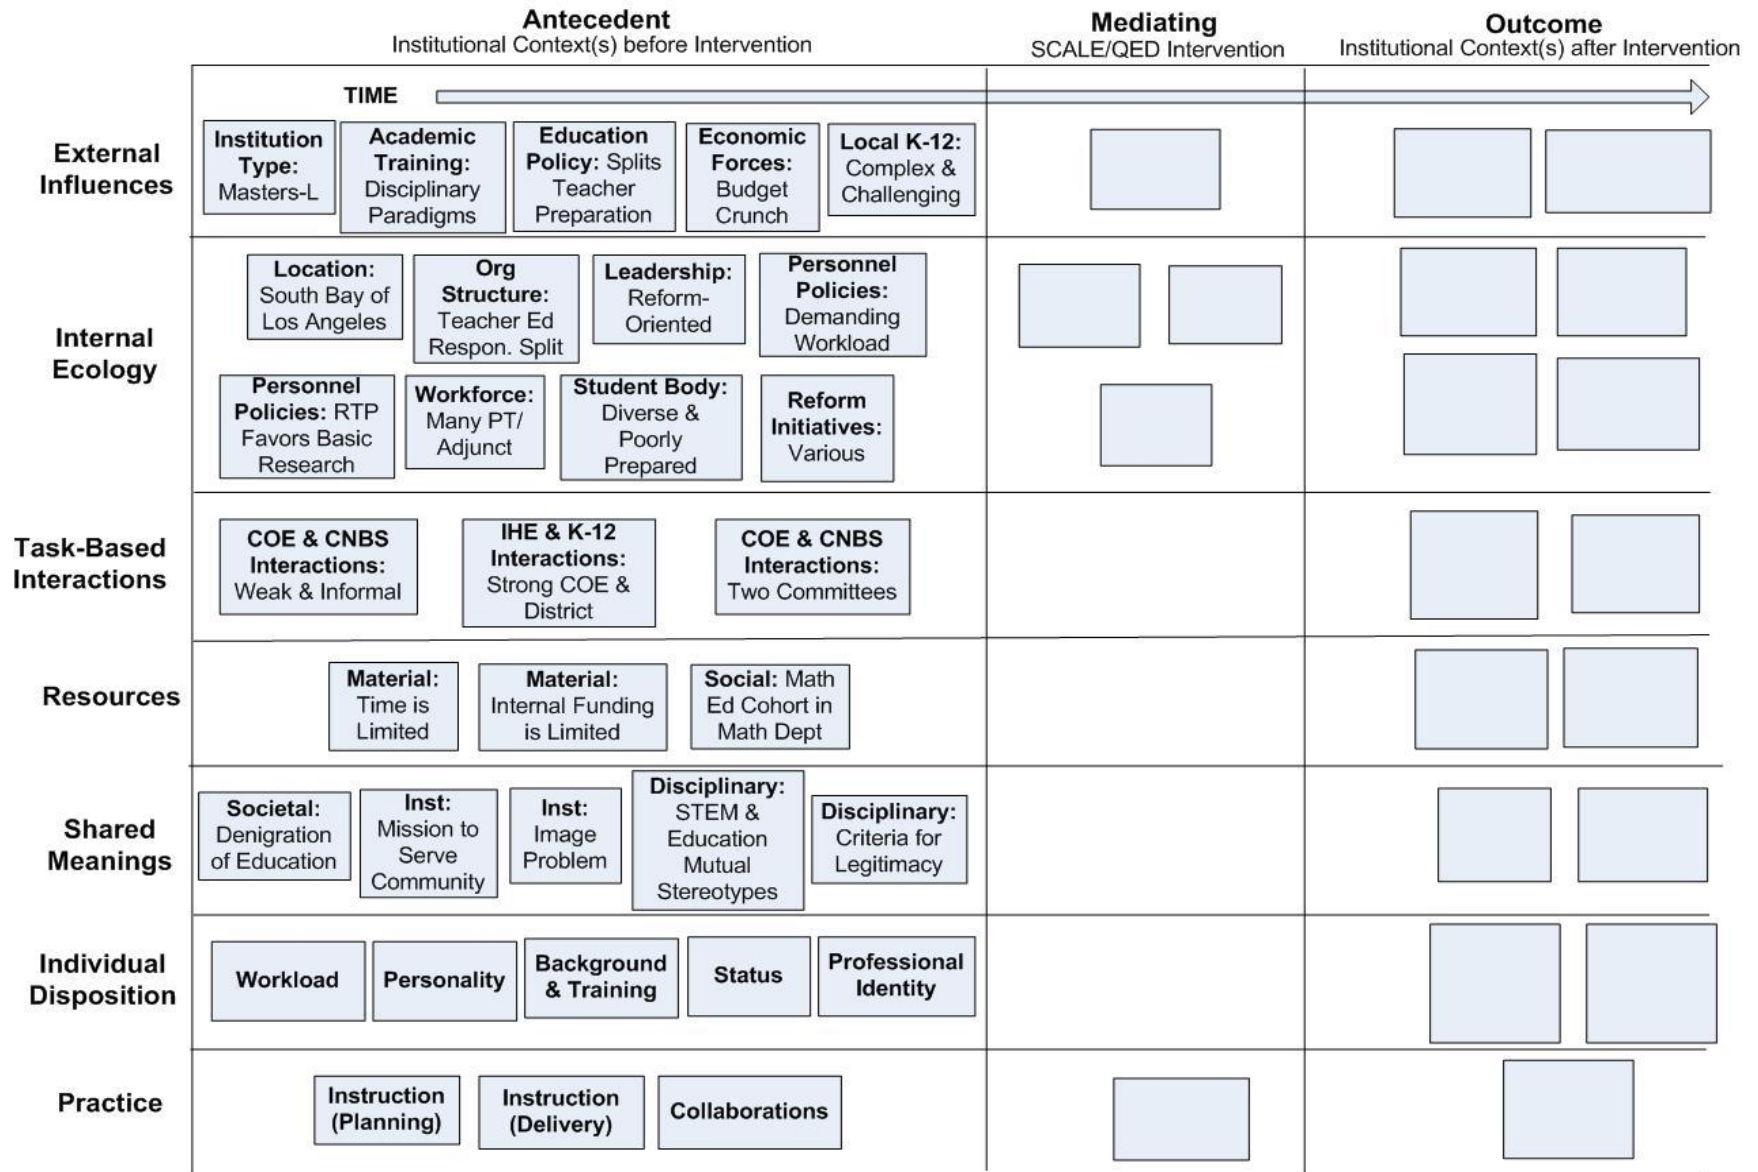 Antecedent
Institutional Context(s) before Intervention
Mediating
SCALE/QED Intervention
Outcome
Institutional Context(s) after Intervention
TIME
External
Influences
Institution
Type:
Masters-L
Academic
Training:
Disciplinary
Paradigms
Education
Policy: Splits
Teacher
Preparation
Economic
Forces:
Budget
Crunch
Local K-12:
Complex &
Challenging
Internal
Ecology
Location:
South Bay of
Los Angeles
Org
Structure:
Teacher Ed
Respon. Split
Leadership:
Reform-
Oriented
Personnel
Policies:
Demanding
Workload
Personnel
Policies: RTP
Favors Basic
Research
Workforce:
Many PT/
Adjunct
Student Body:
Diverse &
Poorly
Prepared
Reform
Initiatives:
Various
Task-Based
Interactions
COE & CNBS
Interactions:
Weak & Informal
IHE & K-12
Interactions:
Strong COE &
District
COE & CNBS
Interactions:
Two Committees
Resources
Material:
Time is
Limited
Material:
Internal Funding
is Limited
Social: Math
Ed Cohort in
Math Dept
Shared
Meanings
Societal:
Denigration
of Education
Inst:
Mission to
Serve
Community
Inst:
Image
Problem
Disciplinary:
STEM &
Education
Mutual
Stereotypes
Disciplinary:
Criteria for
Legitimacy
Individual
Disposition
Workload
Personality
Background
& Training
Status
Professional
Identity
Practice
Instruction
(Planning)
Instruction
(Delivery)
Collaborations